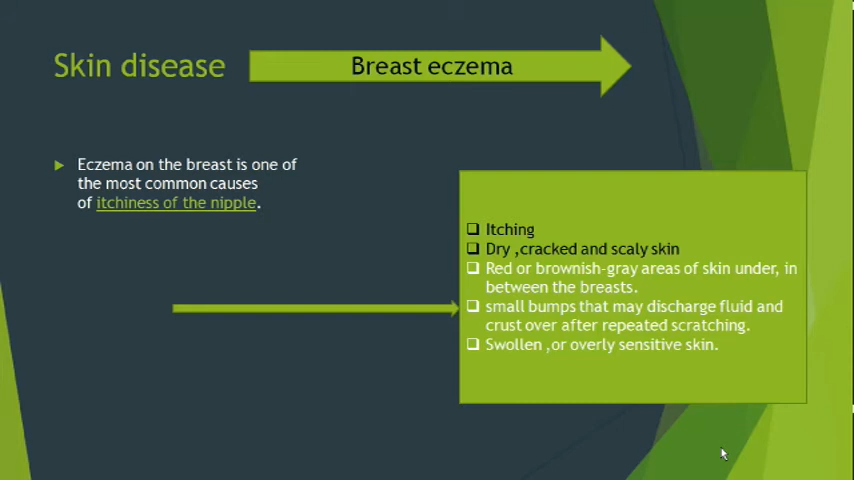 Skin disease
Breast eczema
Eczema on the breast is one of
the most common causes
of itchiness of the nipple.
Itching
Dry ,cracked and scaly skin
Red or brownish-gray areas of skin under, in
between the breasts.
small bumps that may discharge fluid and
crust over after repeated scratching.
Swollen ,or overly sensitive skin.